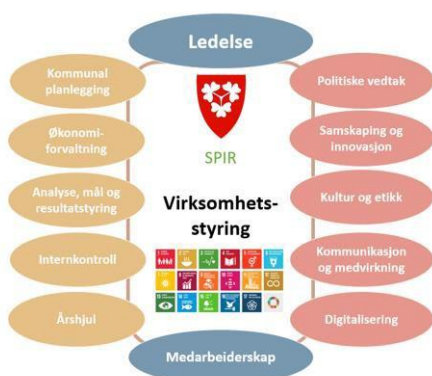 Ledelse
Kommunal
planlegging
Økonomi-
forvaltning
Analyse, mål og
resultatstyring
Internkontroll
Årshjul
SPIR
Virksomhets-
styring
Politiske vedtak
Samskaping og
innovasjon
Kultur og etikk
Kommunikasjon
og medvirkning
Digitalisering
Medarbeiderskap